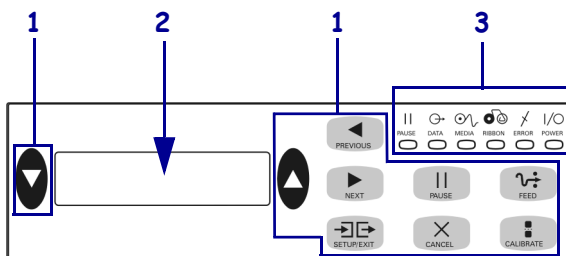 1 2 1 3
PAUSE DATA MEDIA RIBBON ERROR POWER
PREVIOUS
NEXT PAUSE FEED
SETUP/EXIT CANCEL CALIBRATE